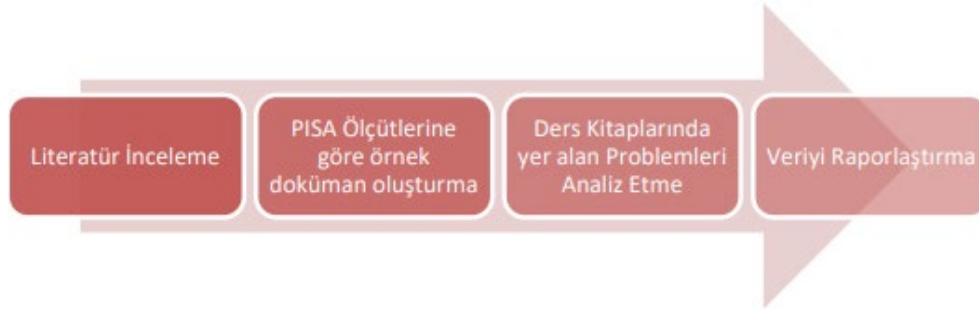 Literatür İnceleme
PISA Ölçütlerine
göre örnek
doküman oluşturma
Ders Kitaplarında
yer alan Problemleri
Analiz Etme
Veriyi Raporlaştırma